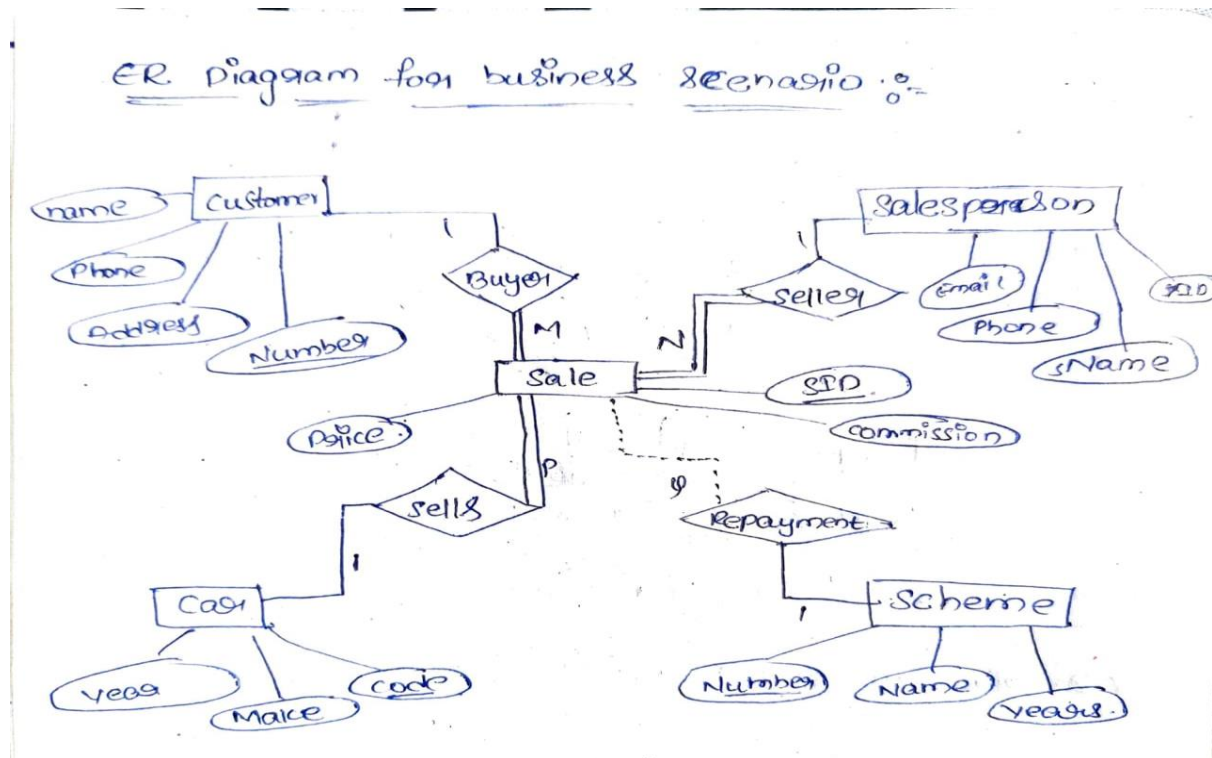 ER Diagram for business scenario :-
Customer
name
Phone
Address
Number
1
Buyer
M
Salesperson
1
Seller
N
Email
Phone
sName
Sale
Price
SID
Commission
P
Sells
1
Repayment
1
Car
Year
Make
Code
Scheme
Number
Name
Years.